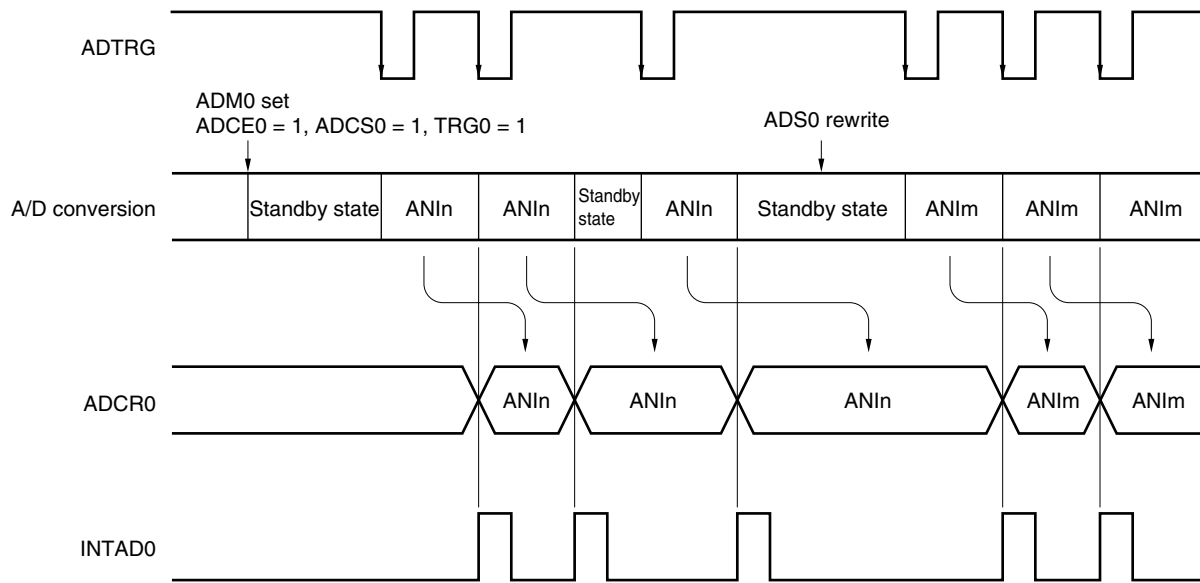 ADTRG
ADM0 set
ADCE0 = 1, ADCS0 = 1, TRG0 = 1
ADS0 rewrite
A/D conversion
Standby state
ANIn
ANIn
Standby
state
ANIn
Standby state
ANIm
ANIm
ANIm
ADCR0
ANIn
ANIn
ANIn
ANIm
ANIm
INTAD0